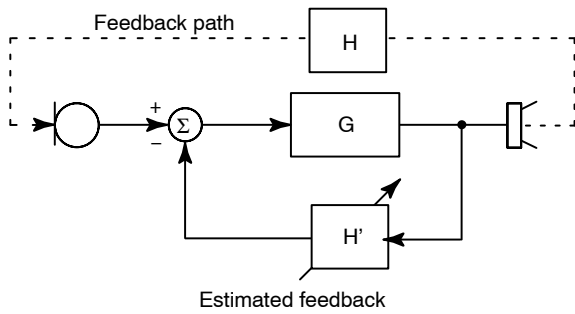 Feedback path
H
+
Σ
−
G
H'
Estimated feedback